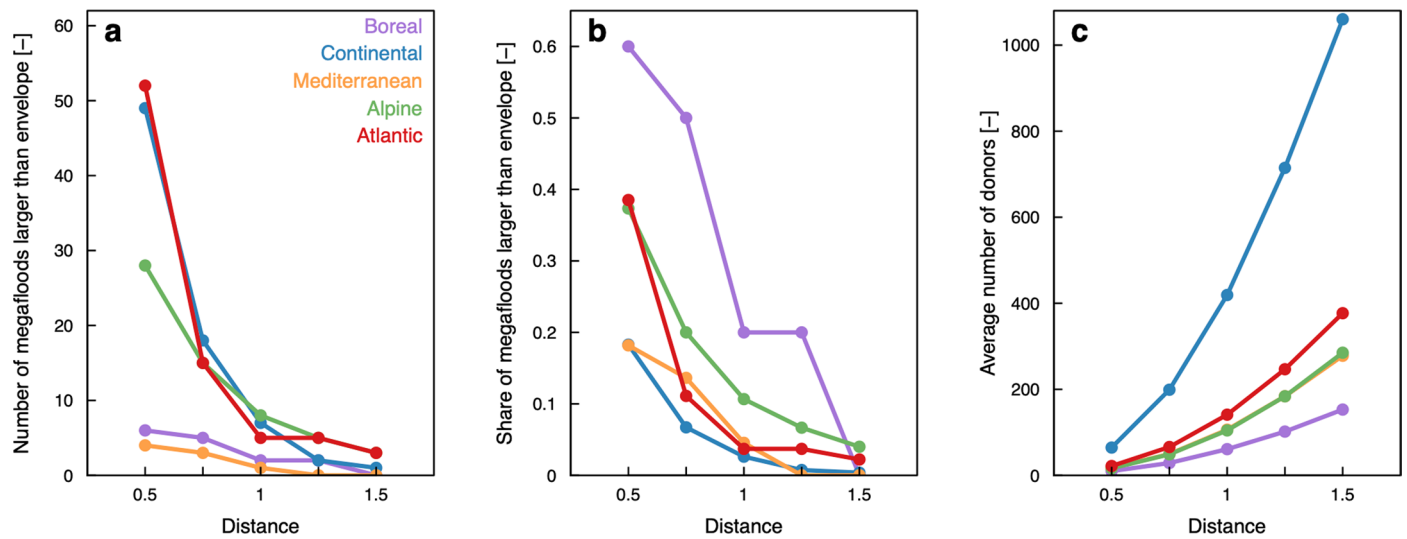 a
Boreal
Continental
Mediterranean
Alpine
Atlantic
Number of megafloods larger than envelope [–]
60
50
40
30
20
10
0
0.5 1 1.5
Distance
b
Share of megafloods larger than envelope [–]
0.6
0.5
0.4
0.3
0.2
0.1
0
0.5 1 1.5
Distance
c
Average number of donors [–]
1000
800
600
400
200
0
0.5 1 1.5
Distance